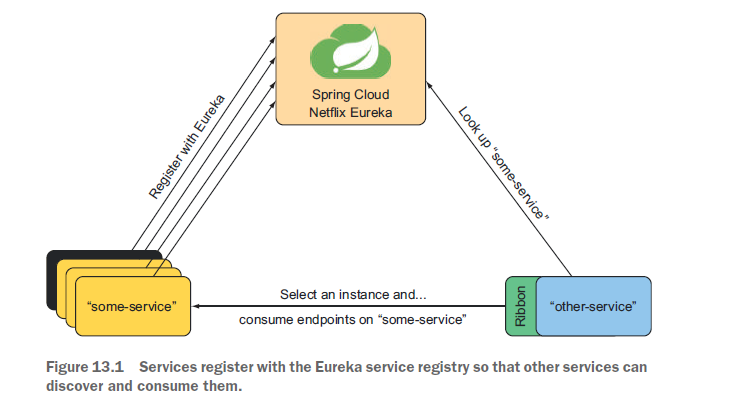 Spring Cloud
Netflix Eureka
Register with Eureka
Look up “some-service”
“some-service”
Select an instance and...
consume endpoints on “some-service”
Ribbon
“other-service”
Figure 13.1 Services register with the Eureka service registry so that other services can
discover and consume them.